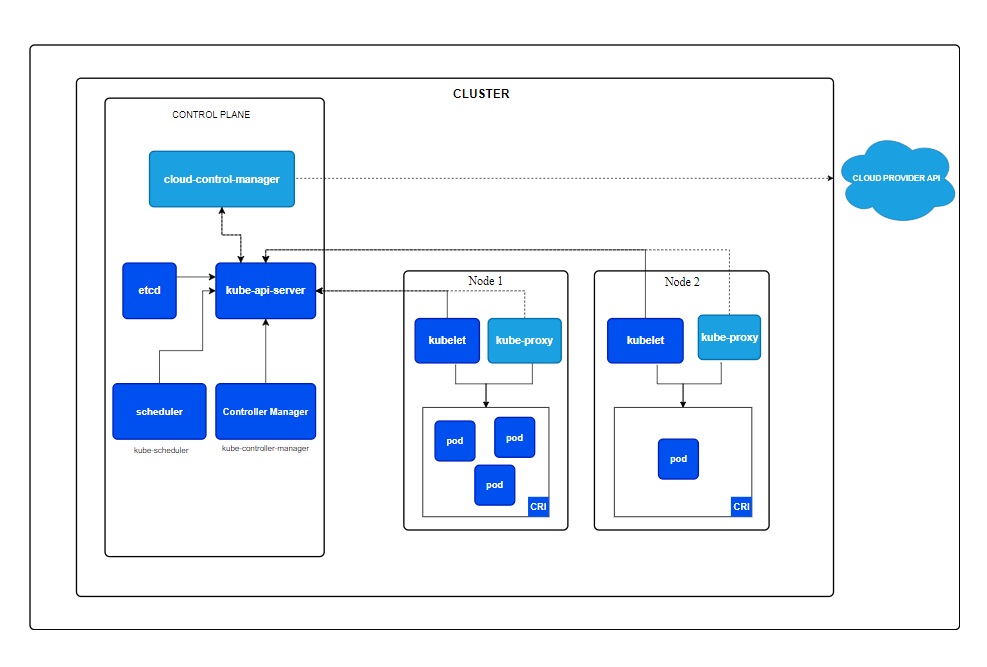 CLUSTER
CONTROL PLANE
cloud-control-manager
CLOUD PROVIDER API
etcd
kube-api-server
scheduler
kube-scheduler
Controller Manager
kube-controller-manager
Node 1
kubelet
kube-proxy
pod
pod
pod
CRI
Node 2
kubelet
kube-proxy
pod
CRI